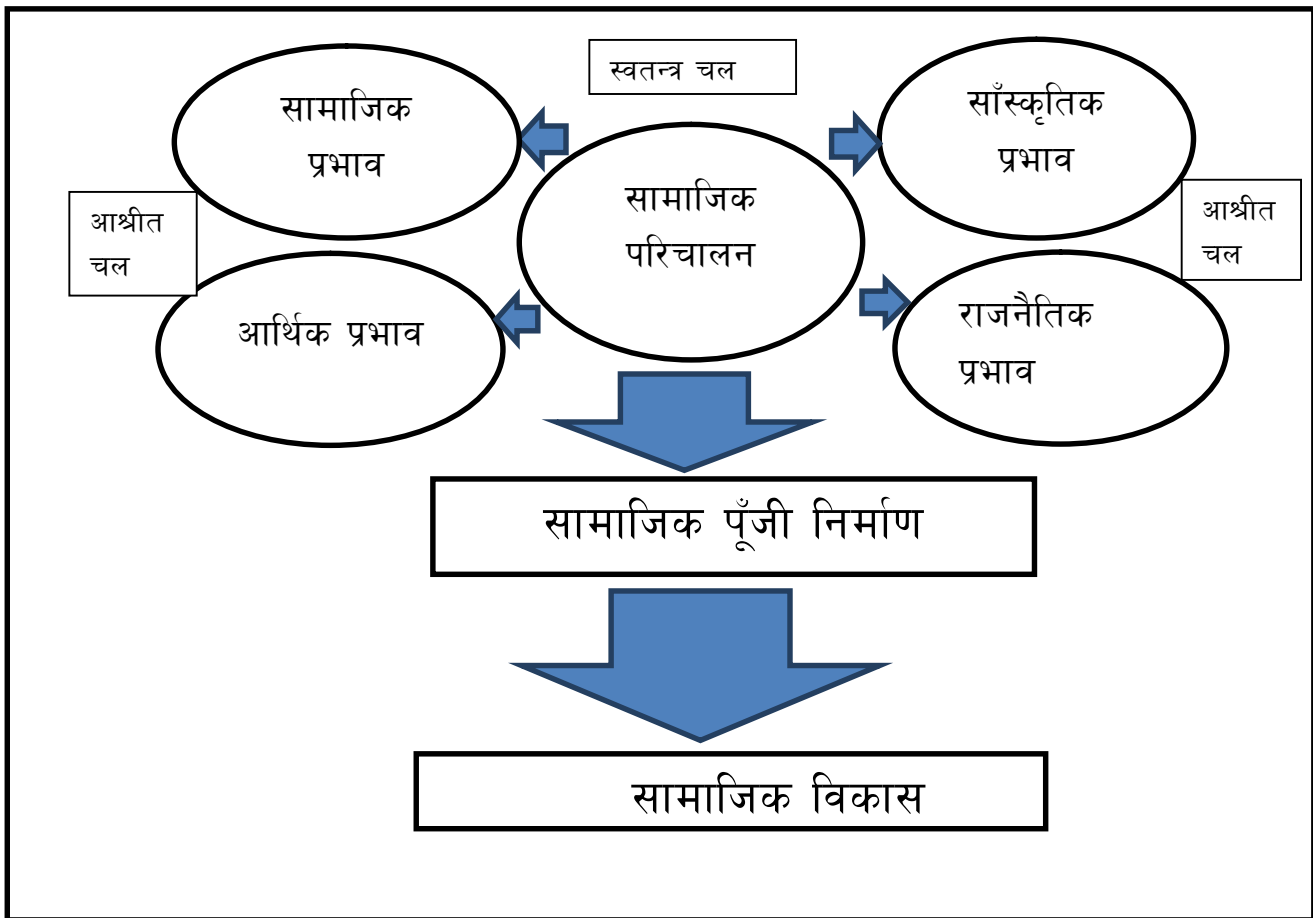 स्वतन्त्र चल
सामाजिक
प्रभाव
साँस्कृतिक
प्रभाव
आश्रीत
चल
सामाजिक
परिचालन
आश्रीत
चल
आर्थिक प्रभाव
राजनैतिक
प्रभाव
सामाजिक पूँजी निर्माण
सामाजिक विकास